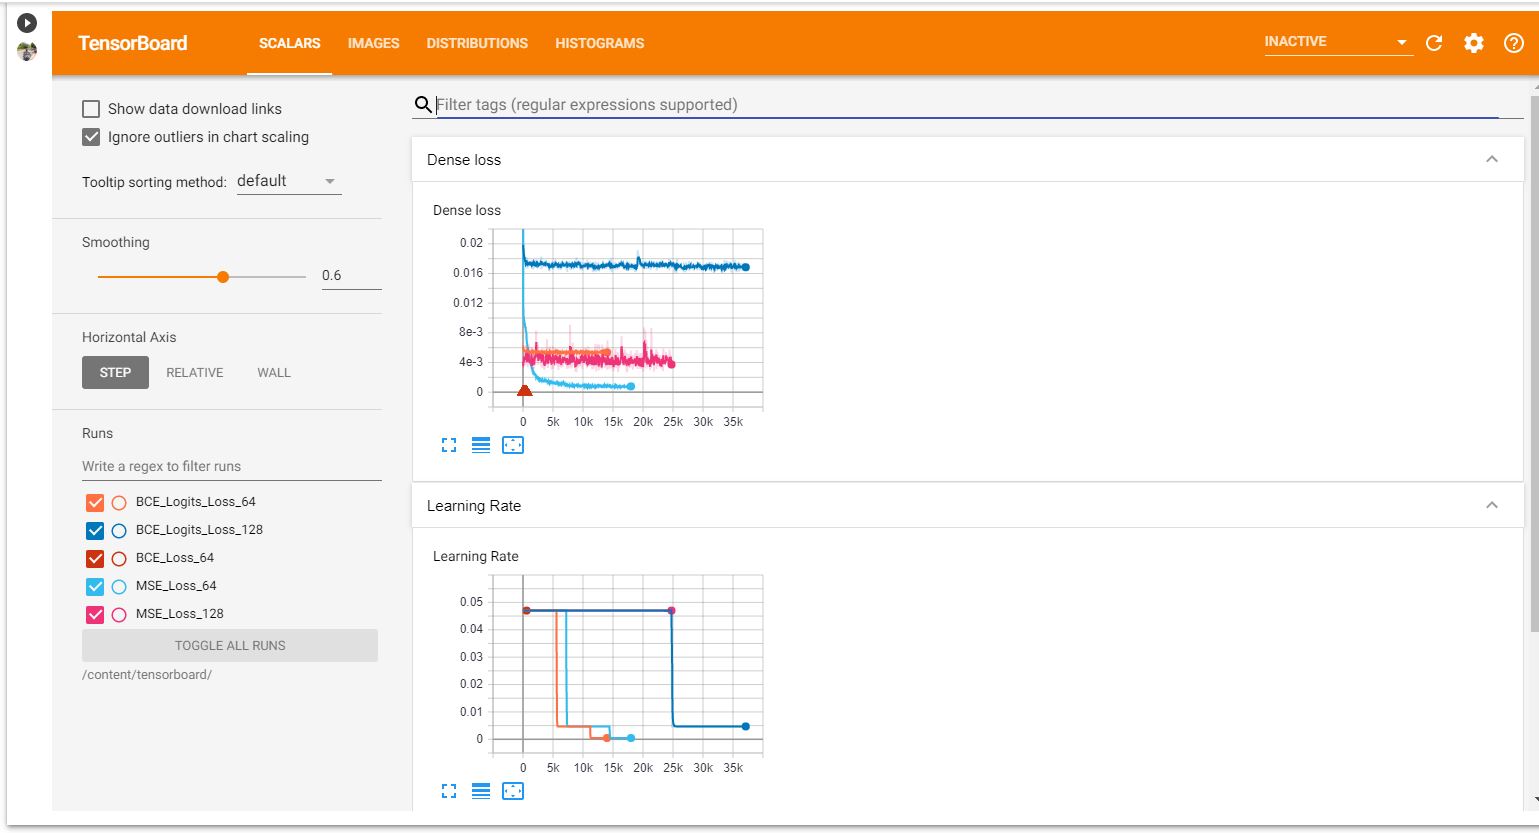 TensorBoard SCALARS IMAGES DISTRIBUTIONS HISTOGRAMS INACTIVE
Show data download links
Ignore outliers in chart scaling
Tooltip sorting method: default
Smoothing
0.6
Horizontal Axis
STEP RELATIVE WALL
Runs
Write a regex to filter runs
BCE_Logits_Loss_64
BCE_Logits_Loss_128
BCE_Loss_64
MSE_Loss_64
MSE_Loss_128
TOGGLE ALL RUNS
/content/tensorboard/
Filter tags (regular expressions supported)
Dense loss
Dense loss
0.02
0.016
0.012
8e-3
4e-3
0
0 5k 10k 15k 20k 25k 30k 35k
Learning Rate
Learning Rate
0.05
0.04
0.03
0.02
0.01
0
0 5k 10k 15k 20k 25k 30k 35k